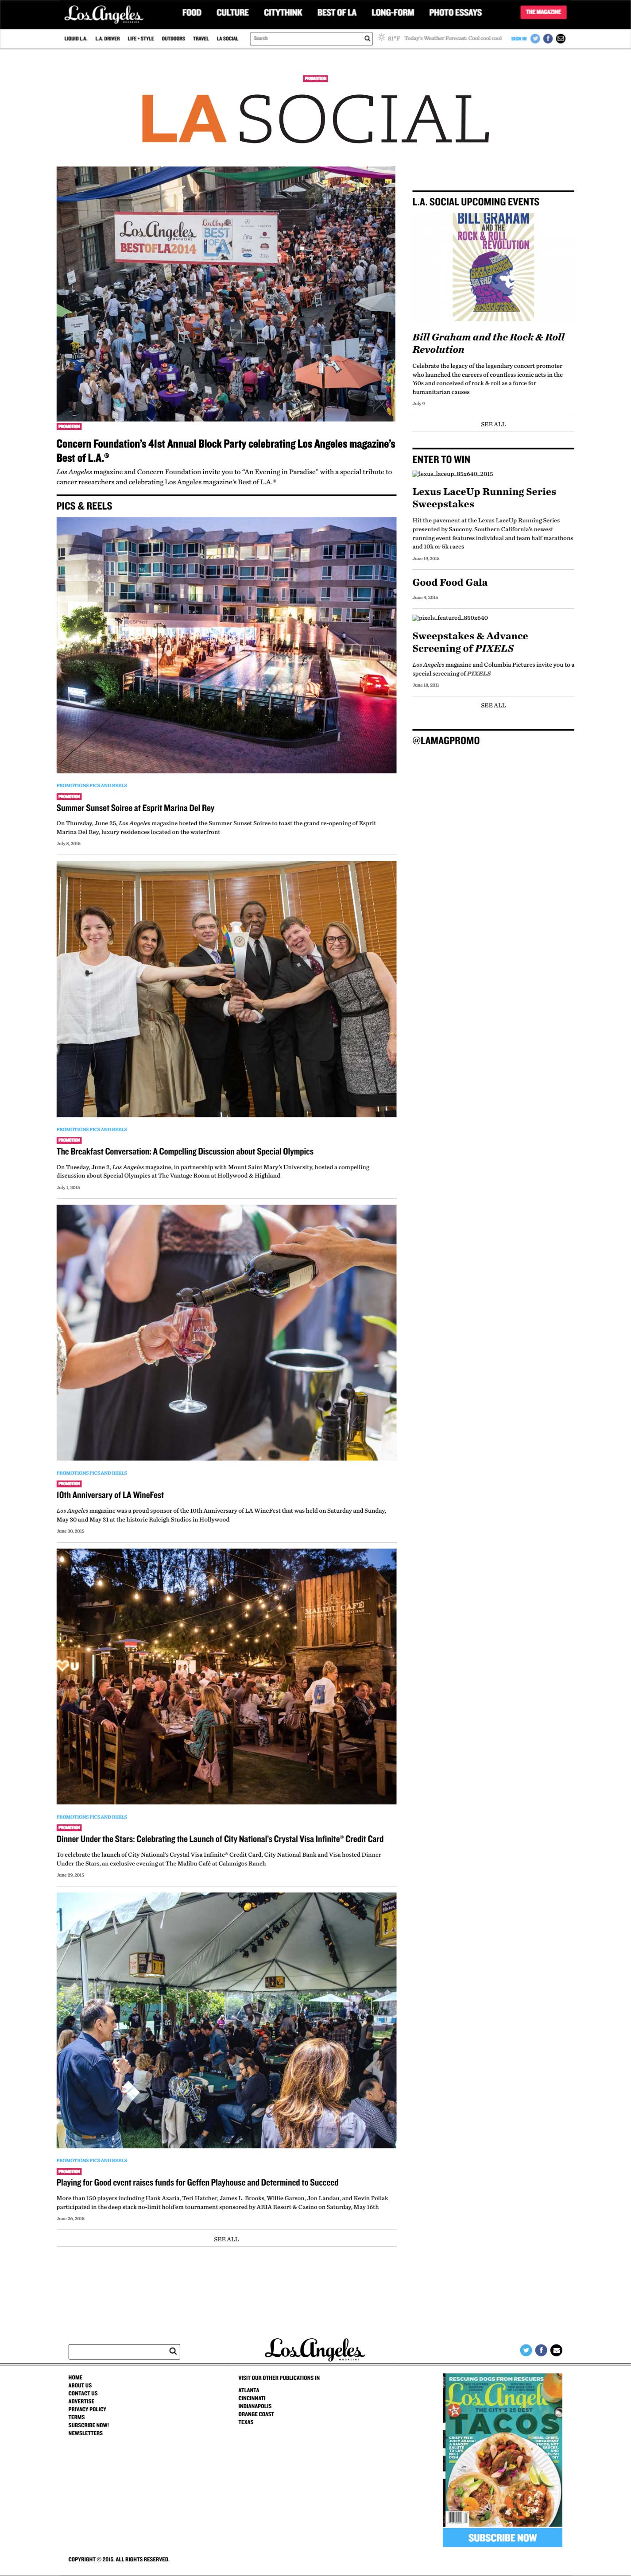 Los Angeles MAGAZINE
FOOD CULTURE CITYTHINK BEST OF LA LONG-FORM PHOTO ESSAYS
THE MAGAZINE
LIQUID L.A. L.A. DRIVER LIFE + STYLE OUTDOORS TRAVEL LA SOCIAL
Search
81°F Today's Weather Forecast: Cool cool cool
SIGN IN
PROMOTION
LA SOCIAL
Los Angeles
BESTOFLA2014
BEST OF LA
PROMOTION
Concern Foundation's 41st Annual Block Party celebrating Los Angeles magazine's
Best of L.A.®
Los Angeles magazine and Concern Foundation invite you to "An Evening in Paradise" with a special tribute to
cancer researchers and celebrating Los Angeles magazine's Best of L.A.®
PICS & REELS
PROMOTIONS PICS AND REELS
PROMOTION
Summer Sunset Soiree at Esprit Marina Del Rey
On Thursday, June 25, Los Angeles magazine hosted the Summer Sunset Soiree to toast the grand re-opening of Esprit
Marina Del Rey, luxury residences located on the waterfront
July 8, 2015
PROMOTIONS PICS AND REELS
PROMOTION
The Breakfast Conversation: A Compelling Discussion about Special Olympics
On Tuesday, June 2, Los Angeles magazine, in partnership with Mount Saint Mary's University, hosted a compelling
discussion about Special Olympics at The Vantage Room at Hollywood & Highland
July 1, 2015
PROMOTIONS PICS AND REELS
PROMOTION
10th Anniversary of LA WineFest
Los Angeles magazine was a proud sponsor of the 10th Anniversary of LA WineFest that was held on Saturday and Sunday,
May 30 and May 31 at the historic Raleigh Studios in Hollywood
June 30, 2015
MALIBU CAFÉ
PROMOTIONS PICS AND REELS
PROMOTION
Dinner Under the Stars: Celebrating the Launch of City National's Crystal Visa Infinite® Credit Card
To celebrate the launch of City National's Crystal Visa Infinite® Credit Card, City National Bank and Visa hosted Dinner
Under the Stars, an exclusive evening at The Malibu Café at Calamigos Ranch
June 29, 2015
PROMOTIONS PICS AND REELS
PROMOTION
Playing for Good event raises funds for Geffen Playhouse and Determined to Succeed
More than 150 players including Hank Azaria, Teri Hatcher, James L. Brooks, Willie Garson, Jon Landau, and Kevin Pollak
participated in the deep stack no-limit hold'em tournament sponsored by ARIA Resort & Casino on Saturday, May 16th
June 26, 2015
SEE ALL
L.A. SOCIAL UPCOMING EVENTS
BILL GRAHAM
AND THE
ROCK & ROLL
REVOLUTION
Bill Graham and the Rock & Roll
Revolution
Celebrate the legacy of the legendary concert promoter
who launched the careers of countless iconic acts in the
'60s and conceived of rock & roll as a force for
humanitarian causes
July 9
SEE ALL
ENTER TO WIN
lexus_laceup_85x640_2015
Lexus LaceUp Running Series
Sweepstakes
Hit the pavement at the Lexus LaceUp Running Series
presented by Saucony. Southern California's newest
running event features individual and team half marathons
and 10k or 5k races
June 19, 2015
Good Food Gala
June 4, 2015
pixels_featured_850x640
Sweepstakes & Advance
Screening of PIXELS
Los Angeles magazine and Columbia Pictures invite you to a
special screening of PIXELS
June 18, 2015
SEE ALL
@LAMAGPROMO
Los Angeles MAGAZINE
HOME
ABOUT US
CONTACT US
ADVERTISE
PRIVACY POLICY
TERMS
SUBSCRIBE NOW!
NEWSLETTERS
VISIT OUR OTHER PUBLICATIONS IN
ATLANTA
CINCINNATI
INDIANAPOLIS
ORANGE COAST
TEXAS
RESCUING DOGS FROM RESCUERS
Los Angeles
THE CITY'S 25 BEST
TACOS
SUBSCRIBE NOW
COPYRIGHT © 2015. ALL RIGHTS RESERVED.